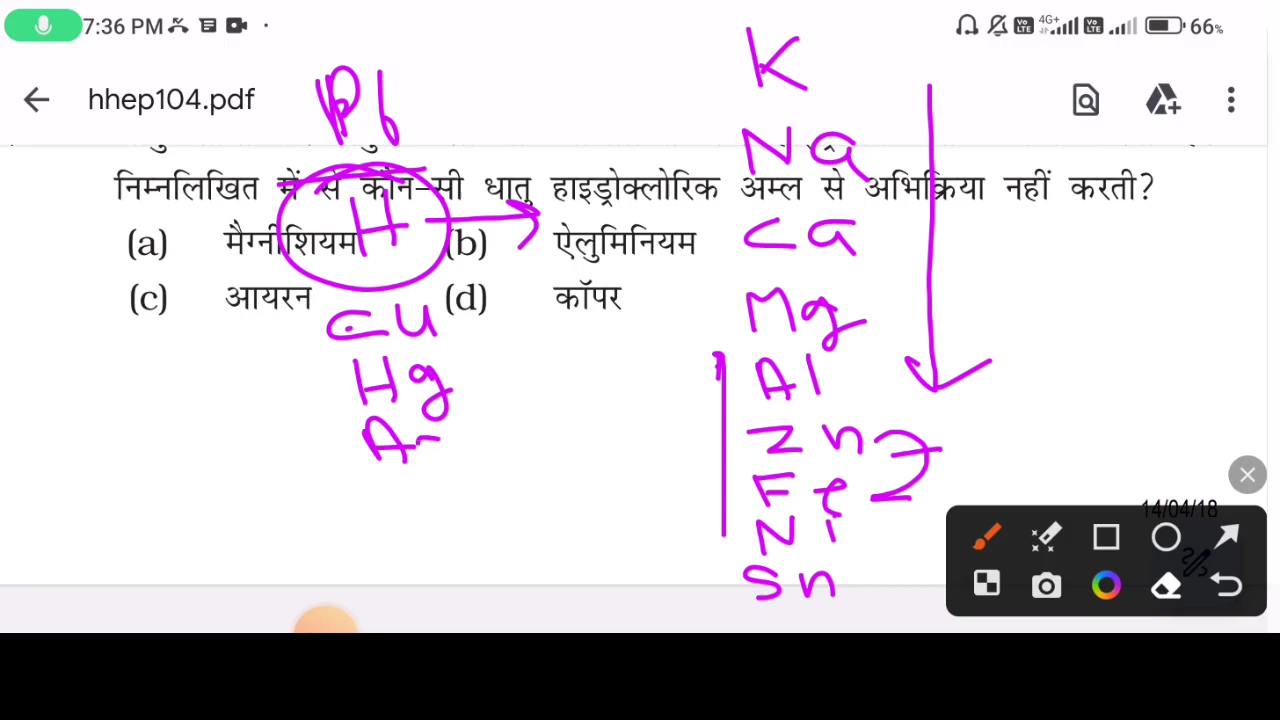 7:36 PM
66%
hhep104.pdf
निम्नलिखित में से कौन-सी धातु हाइड्रोक्लोरिक अम्ल से अभिक्रिया नहीं करती?
(a) मैग्नीशियम (b) ऐलुमिनियम
(c) आयरन (d) कॉपर
Pb
H
Cu
Hg
K
Na
Ca
Mg
Al
Zn
Fe
Ni
Sn
14/04/18